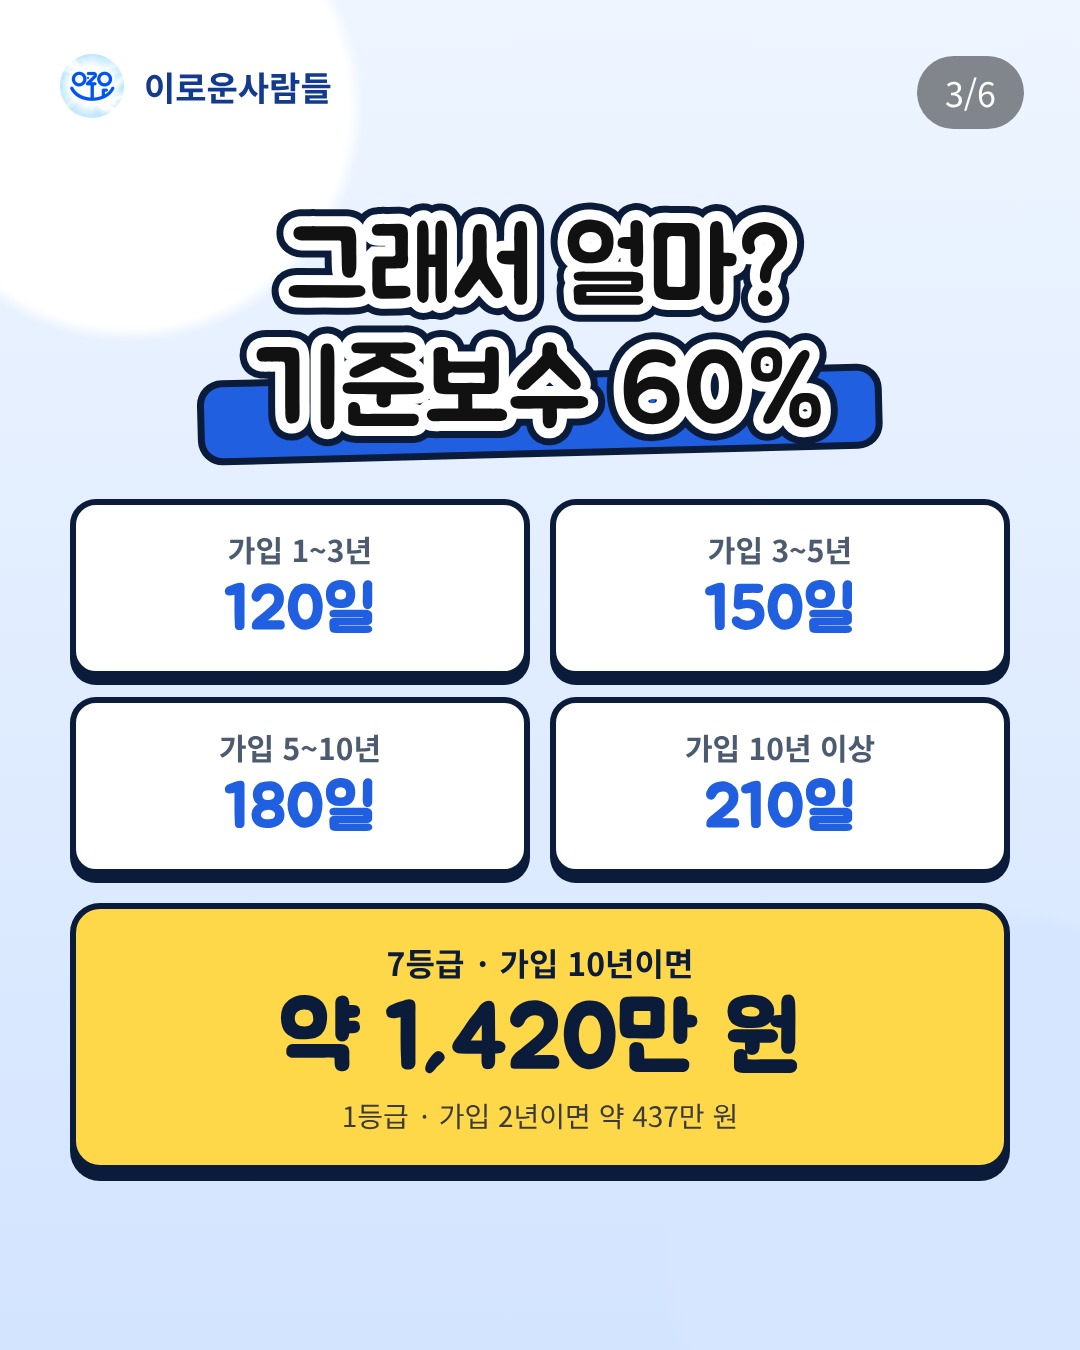 이로운사람들
3/6
그래서 얼마?
기준보수 60%
가입 1~3년
120일
가입 3~5년
150일
가입 5~10년
180일
가입 10년 이상
210일
7등급 · 가입 10년이면
약 1,420만 원
1등급 · 가입 2년이면 약 437만 원